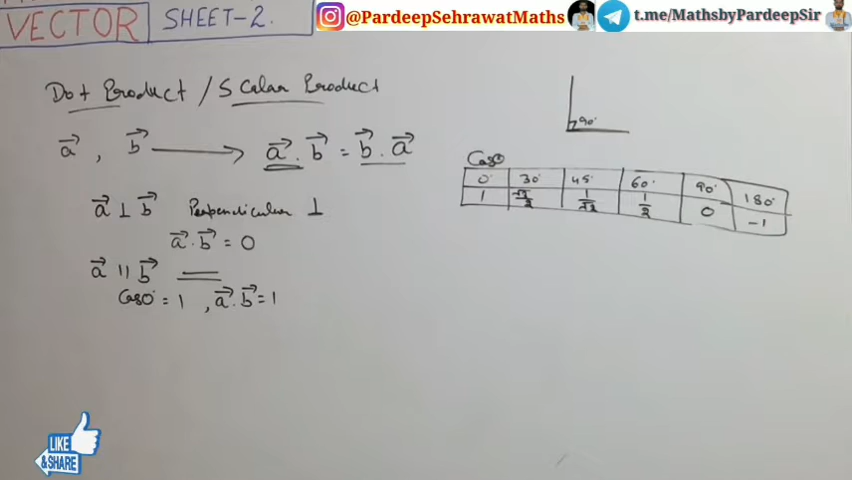 VECTOR SHEET-2.
@PardeepSehrawatMaths
t.me/MathsbyPardeepSir
Dot Product / Scalar Product
90°
a⃗ , b⃗ ⟶ a⃗ . b⃗ = b⃗ . a⃗
Cosθ
0° 30° 45° 60° 90° 180°
1 √3/2 1/√2 1/2 0 -1
a⃗ ⊥ b⃗ Perpendicular ⊥
a⃗ . b⃗ = 0
a⃗ || b⃗
Cos0° = 1 , a⃗ . b⃗ = 1
LIKE
& SHARE